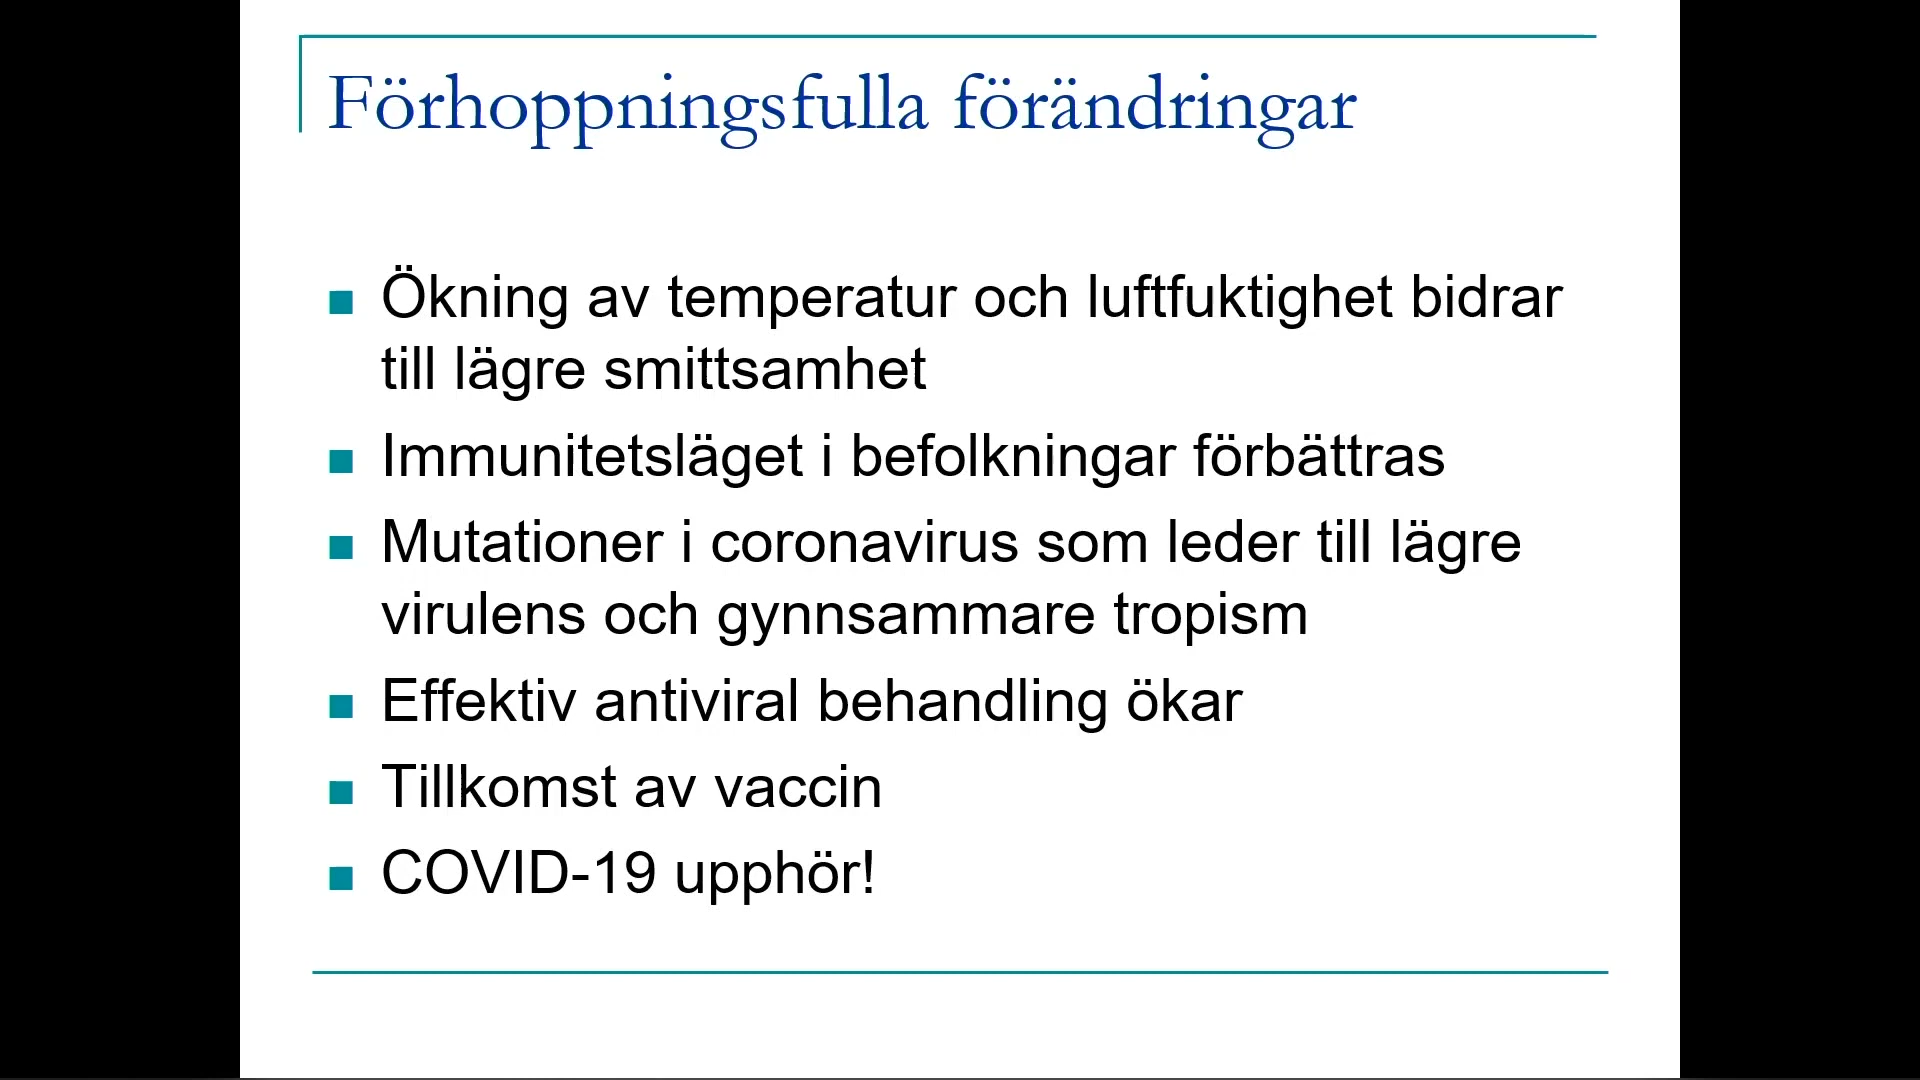 Förhoppningsfulla förändringar
Ökning av temperatur och luftfuktighet bidrar
till lägre smittsamhet
Immunitetsläget i befolkningar förbättras
Mutationer i coronavirus som leder till lägre
virulens och gynnsammare tropism
Effektiv antiviral behandling ökar
Tillkomst av vaccin
COVID-19 upphör!